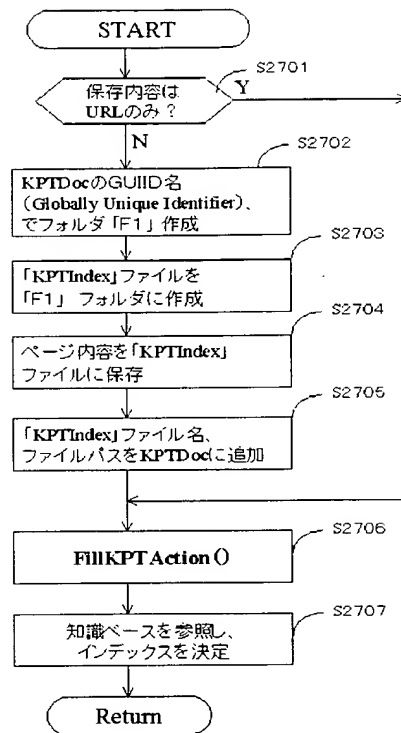 START
S2701
保存内容は
URLのみ?
Y
N
S2702
KPTDocのGUIID名
(Globally Unique Identifier)、
でフォルダ「F1」作成
S2703
「KPTIndex」ファイルを
「F1」フォルダに作成
S2704
ページ内容を「KPTIndex」
ファイルに保存
S2705
「KPTIndex」ファイル名、
ファイルパスをKPTDocに追加
S2706
FillKPTAction()
S2707
知識ベースを参照し、
インデックスを決定
Return